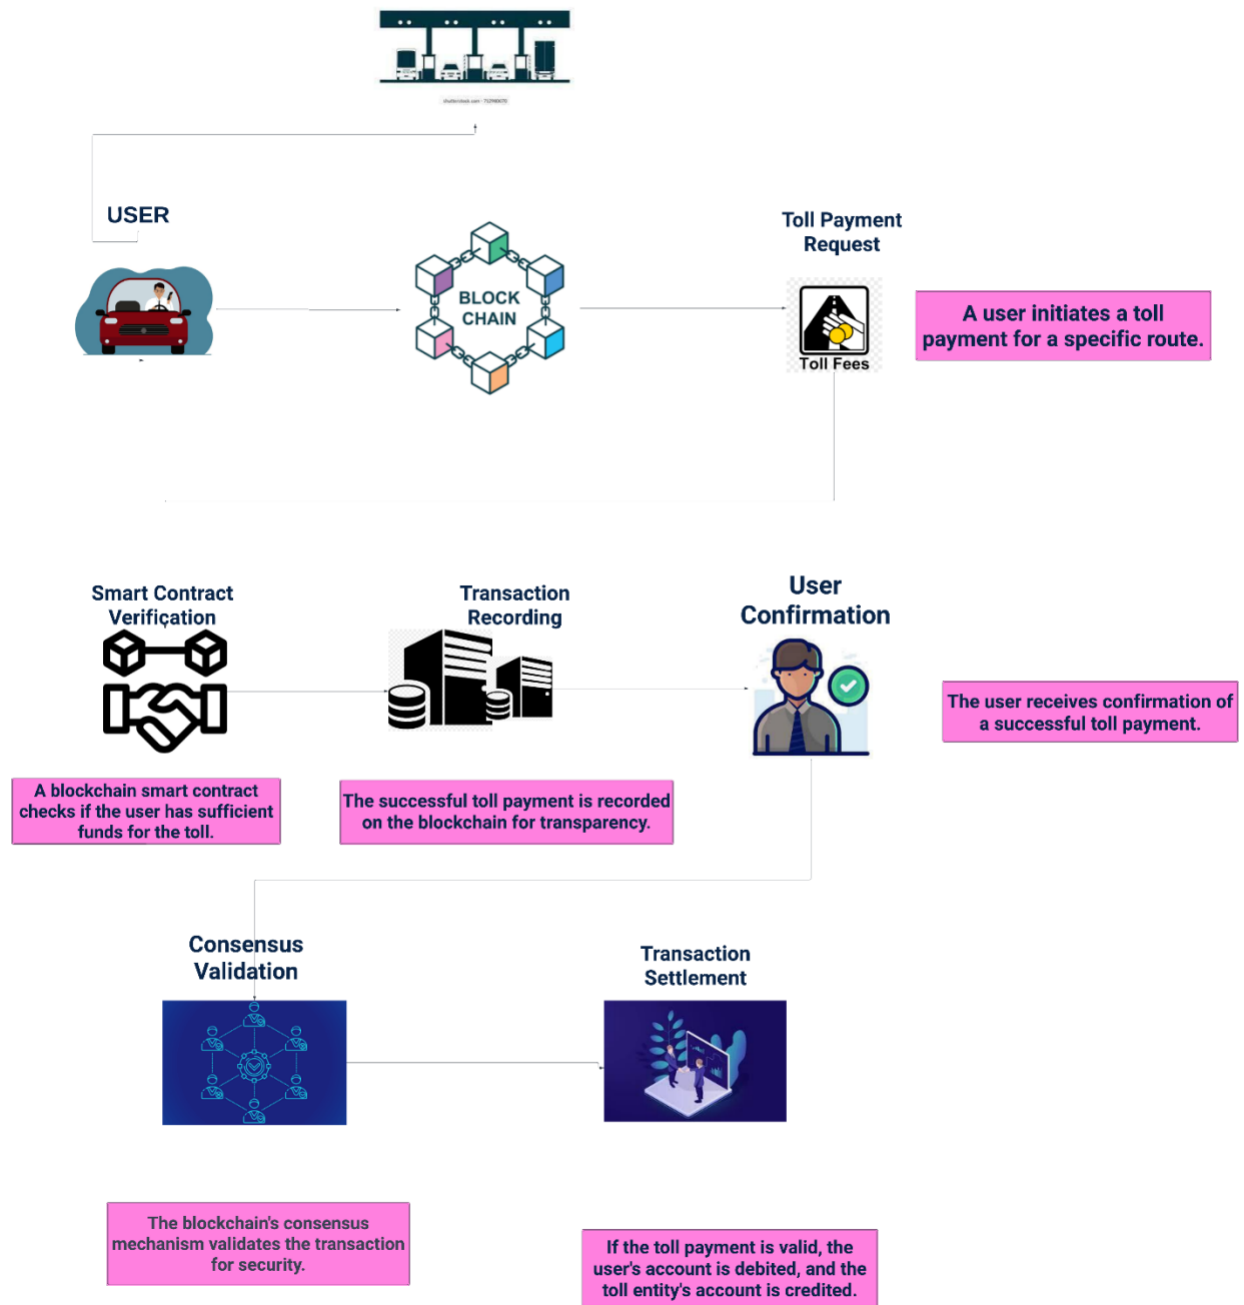 USER
Toll Payment
Request
BLOCK
CHAIN
Toll Fees
A user initiates a toll
payment for a specific route.
Smart Contract
Verification
Transaction
Recording
User
Confirmation
The user receives confirmation of
a successful toll payment.
A blockchain smart contract
checks if the user has sufficient
funds for the toll.
The successful toll payment is recorded
on the blockchain for transparency.
Consensus
Validation
Transaction
Settlement
The blockchain's consensus
mechanism validates the transaction
for security.
If the toll payment is valid, the
user's account is debited, and the
toll entity's account is credited.